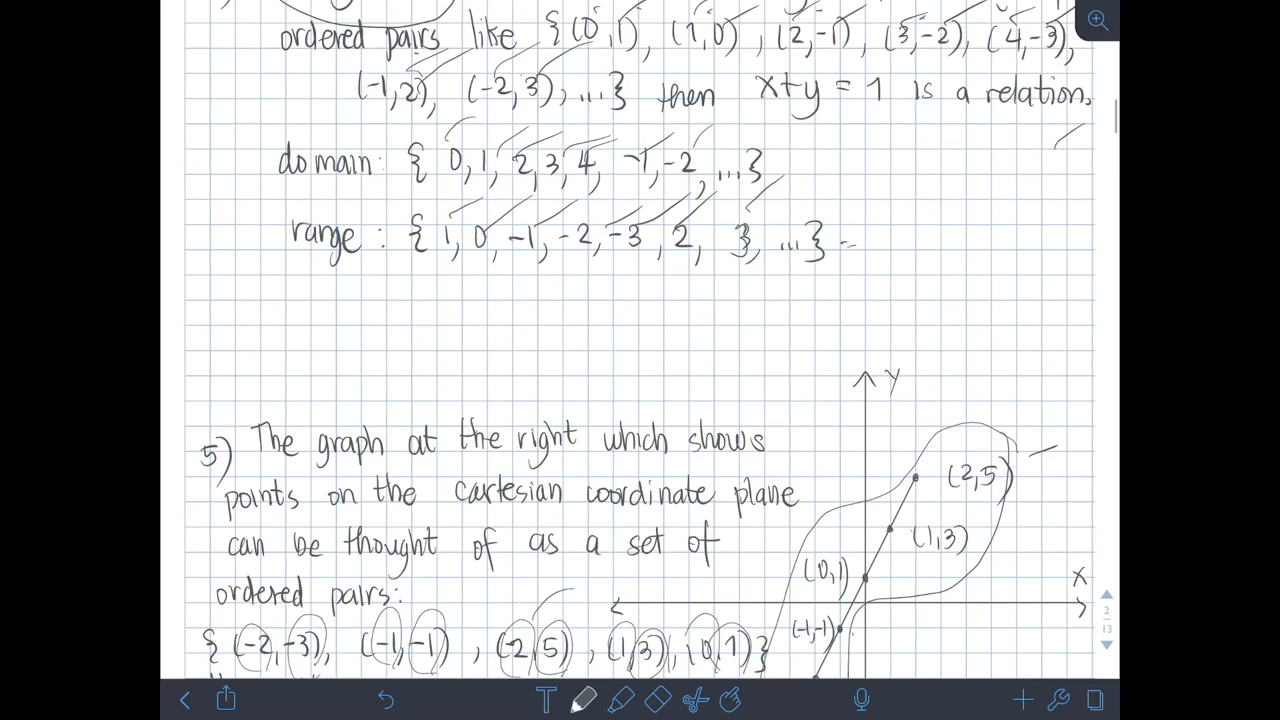 ordered pairs like {(0,1), (1,0), (2,-1), (3,-2), (4,-3),
(-1,2), (-2,3), ...} then x+y = 1 is a relation.
domain: { 0, 1, 2, 3, 4, -1, -2, ...}
range : { 1, 0, -1, -2, -3, 2, 3, ...}
y
5) The graph at the right which shows
points on the cartesian coordinate plane
can be thought of as a set of
ordered pairs:
{ (-2,-3), (-1,-1) , (2,5) , (1,3), (0,1)}
(2,5)
(1,3)
(0,1)
x
(-1,-1)
2
13
T